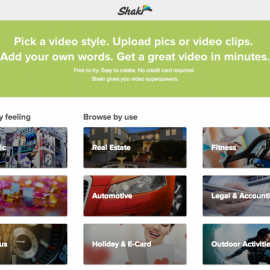 Shakr
Pick a video style. Upload pics or video clips.
Add your own words. Get a great video in minutes.
Free to try. Easy to create. No credit card required.
Shakr gives you video superpowers.
y feeling
Browse by use
ic
Real Estate
Fitness
Automotive
Legal & Accounti
us
Holiday & E-Card
Outdoor Activitie